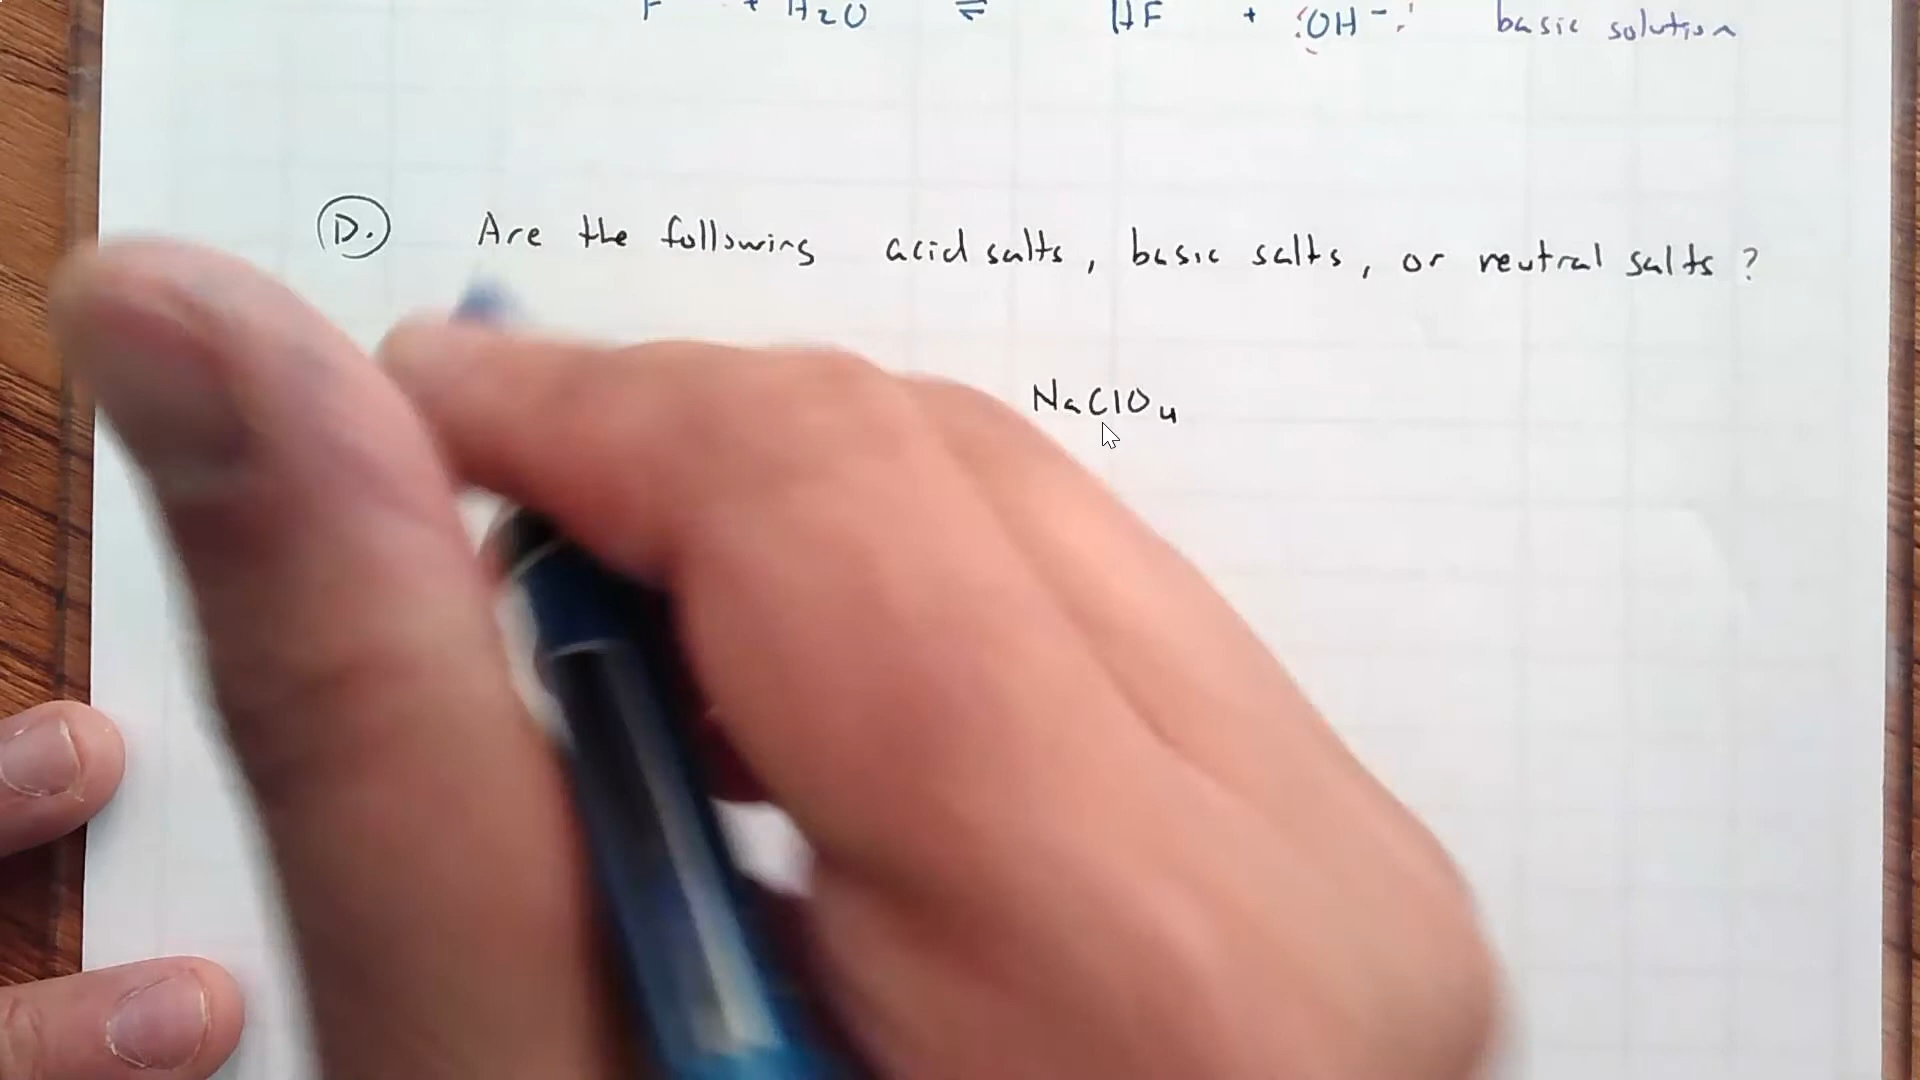 F + H2O ⇌ HF + OH- basic solution
D. Are the following acid salts, basic salts, or neutral salts?
NaClO4